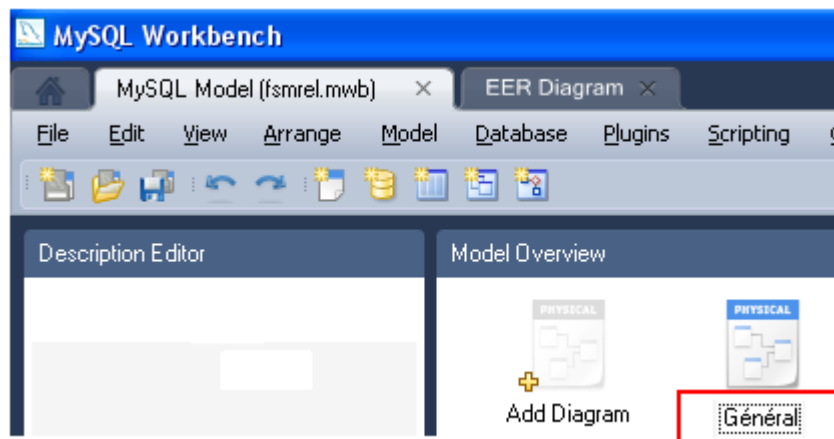 MySQL Workbench
MySQL Model (fsmrel.mwb) EER Diagram
File Edit View Arrange Model Database Plugins Scripting
Description Editor Model Overview
PHYSICAL PHYSICAL
Add Diagram Général